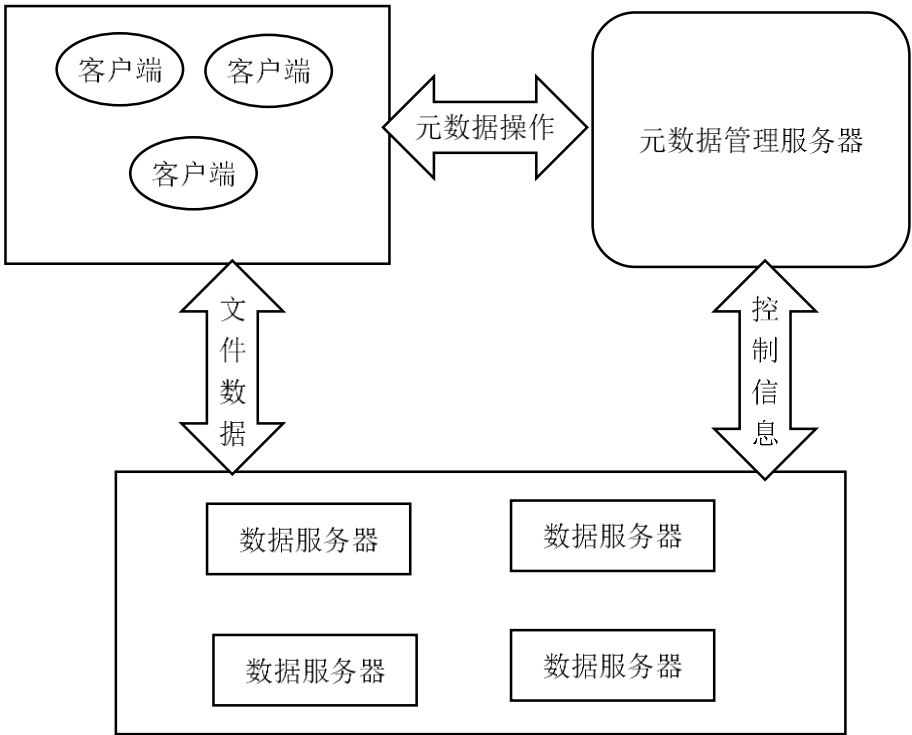 客户端
客户端
客户端
元数据操作
元数据管理服务器
文件数据
控制信息
数据服务器
数据服务器
数据服务器
数据服务器